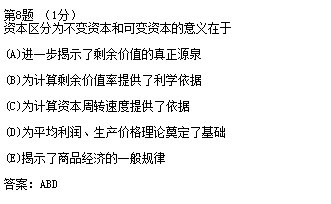 第8题 (1分)
资本区分为不变资本和可变资本的意义在于
(A)进一步揭示了剩余价值的真正源泉
(B)为计算剩余价值率提供了利学依据
(C)为计算资本周转速度提供了依据
(D)为平均利润、生产价格理论奠定了基础
(E)揭示了商品经济的一般规律
答案：ABD